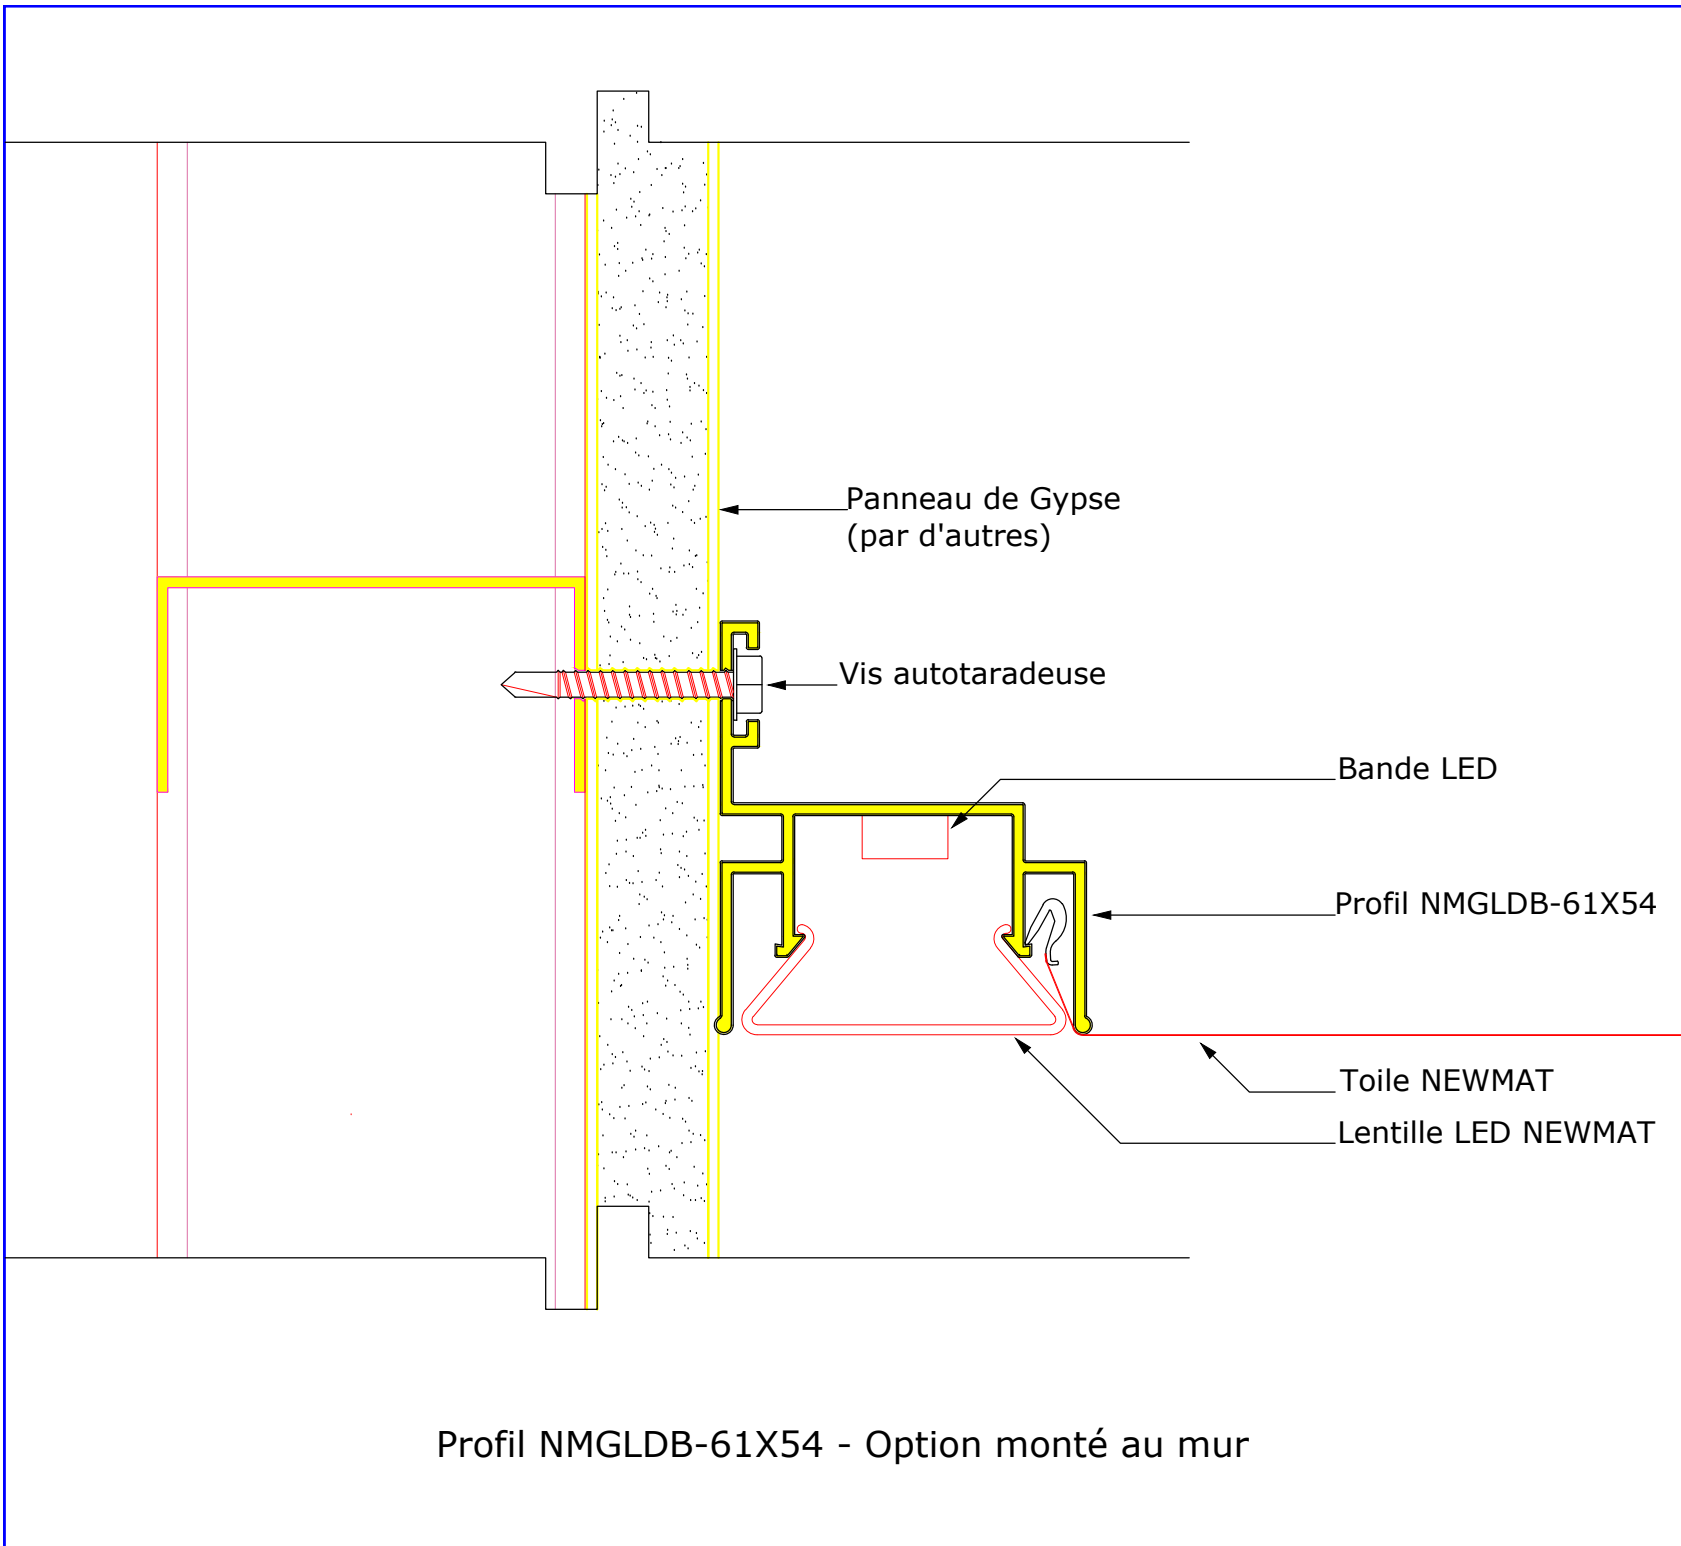 Panneau de Gypse
(par d'autres)
Vis autotaradeuse
Bande LED
Profil NMGLDB-61X54
Toile NEWMAT
Lentille LED NEWMAT
Profil NMGLDB-61X54 - Option monté au mur